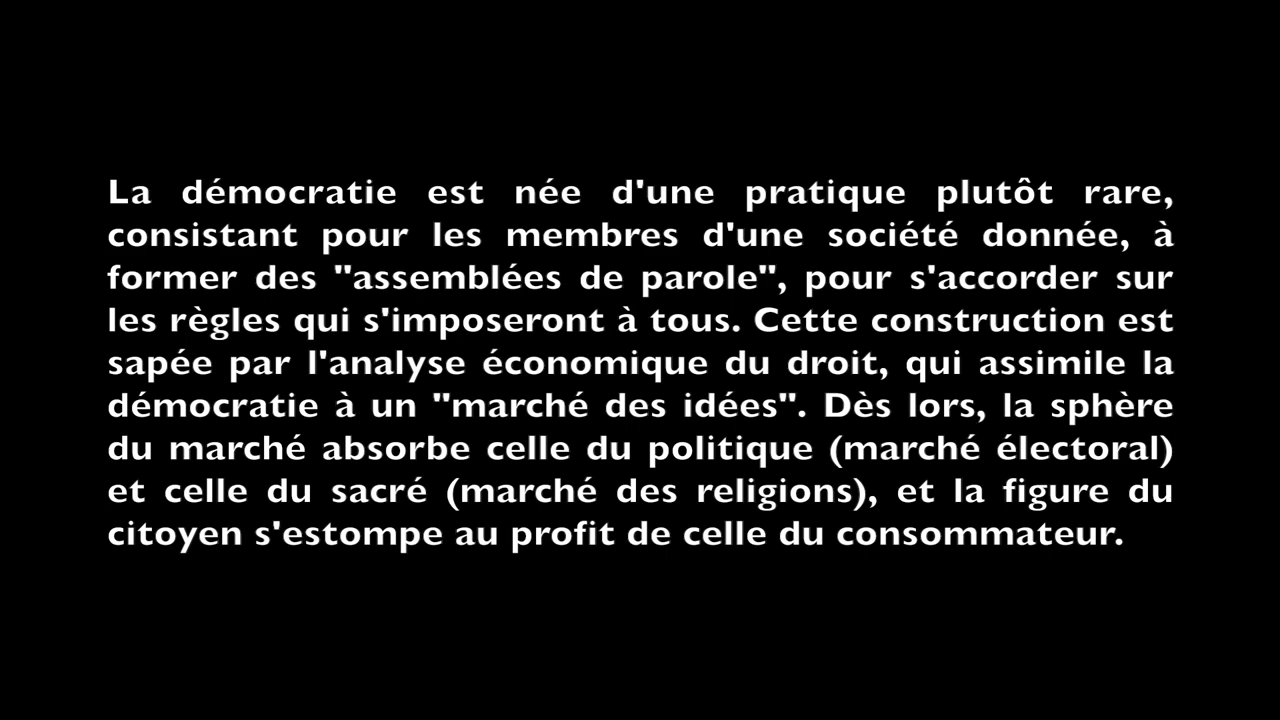 La démocratie est née d'une pratique plutôt rare,
consistant pour les membres d'une société donnée, à
former des "assemblées de parole", pour s'accorder sur
les règles qui s'imposeront à tous. Cette construction est
sapée par l'analyse économique du droit, qui assimile la
démocratie à un "marché des idées". Dès lors, la sphère
du marché absorbe celle du politique (marché électoral)
et celle du sacré (marché des religions), et la figure du
citoyen s'estompe au profit de celle du consommateur.